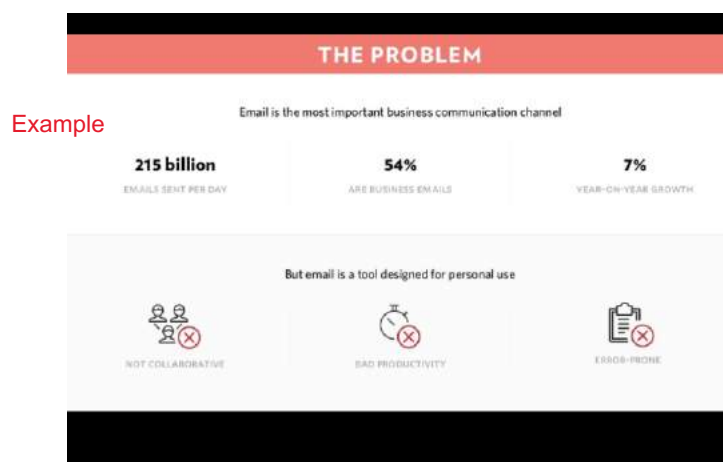 THE PROBLEM
Email is the most important business communication channel
Example
215 billion
54%
7%
EMAILS SENT PER DAY
ARE BUSINESS EMAILS
YEAR-ON-YEAR GROWTH
But email is a tool designed for personal use
NOT COLLABORATIVE
BAD PRODUCTIVITY
ERROR-PRONE